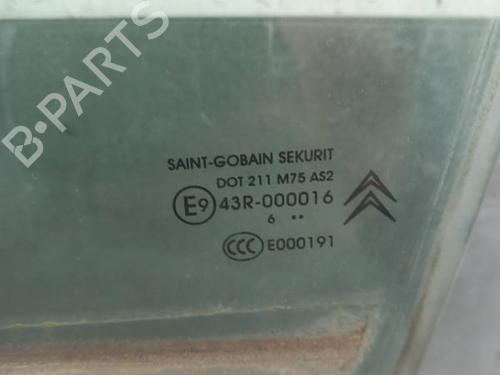 B-PARTS
SAINT-GOBAIN SEKURIT
DOT 211 M75 AS2
E9 43R-000016
6 ••
CCC E000191